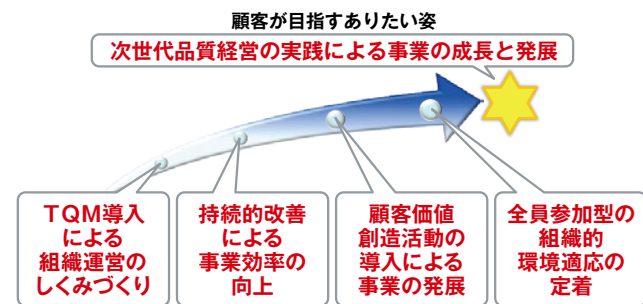 顧客が目指すありたい姿
次世代品質経営の実践による事業の成長と発展
TQM導入
による
組織運営の
しくみづくり
持続的改善
による
事業効率の
向上
顧客価値
創造活動の
導入による
事業の発展
全員参加型の
組織的
環境適応の
定着